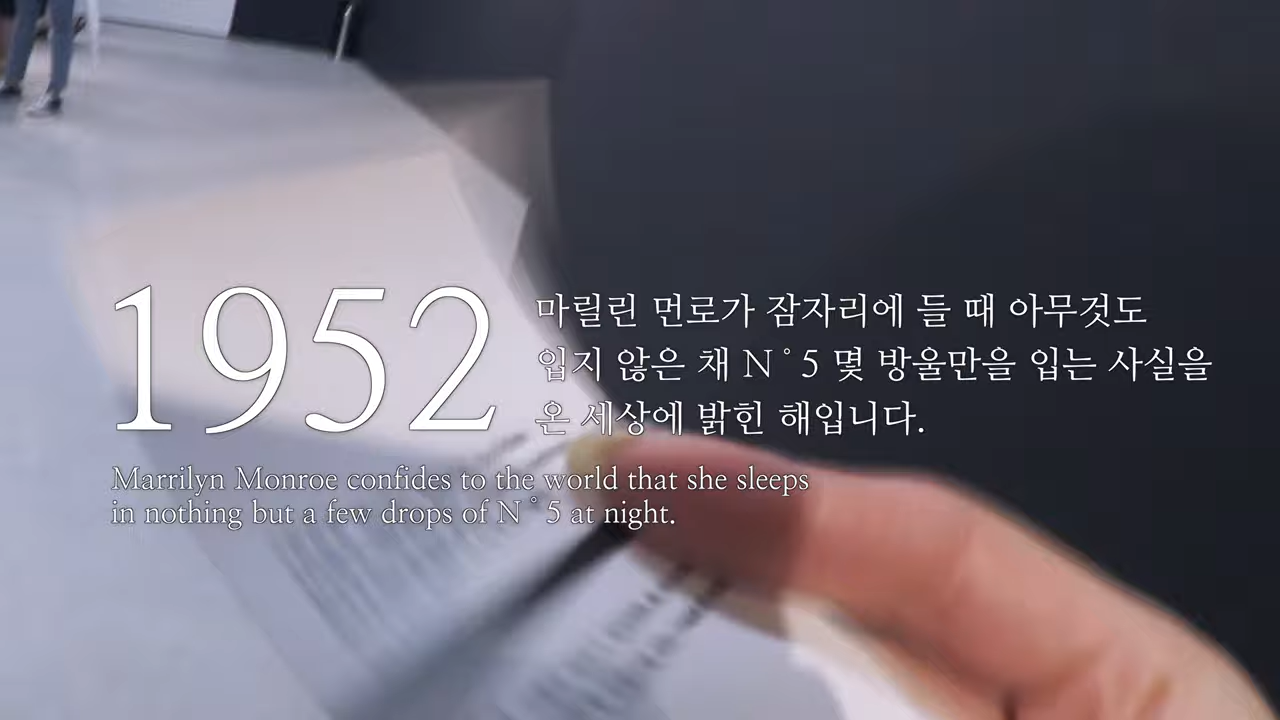 1952
마릴린 먼로가 잠자리에 들 때 아무것도
입지 않은 채 N°5 몇 방울만을 입는 사실을
온 세상에 밝힌 해입니다.
Marrilyn Monroe confides to the world that she sleeps
in nothing but a few drops of N°5 at night.